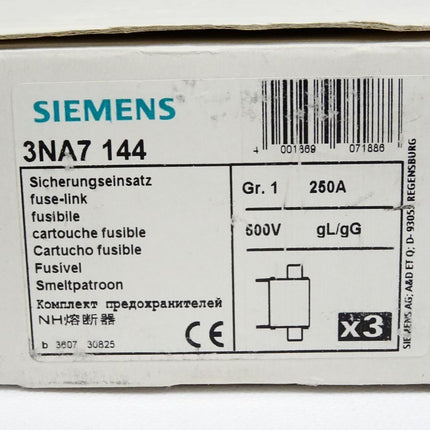 SIEMENS
3NA7 144
4 001869 071886
Sicherungseinsatz
fuse-link
fusibile
cartouche fusible
Cartucho fusible
Fusível
Smeltpatroon
Комплект предохранителей
NH熔断器
b 3607 30825
CE
Gr. 1 250A
500V gL/gG
x3
SIEMENS AG; A&D ET Q; D- 93055 REGENSBURG